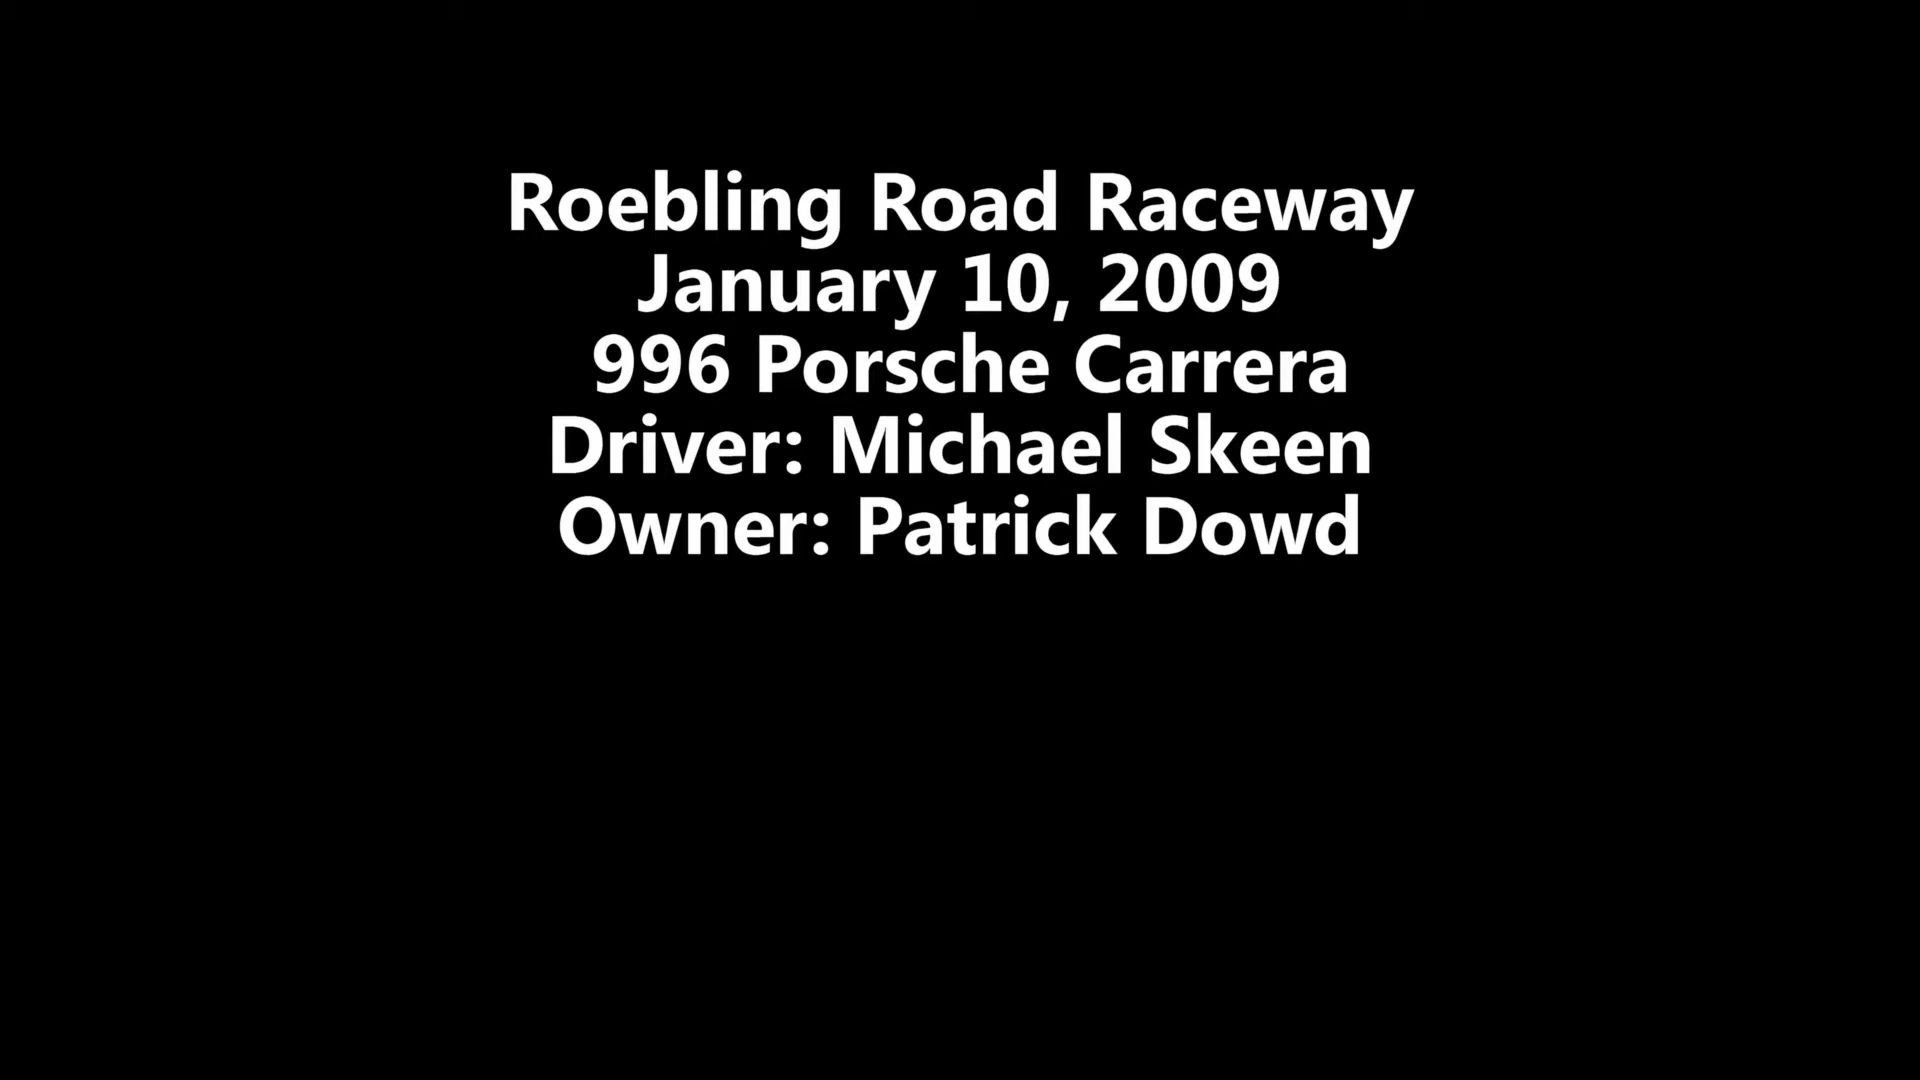 Roebling Road Raceway
January 10, 2009
996 Porsche Carrera
Driver: Michael Skeen
Owner: Patrick Dowd